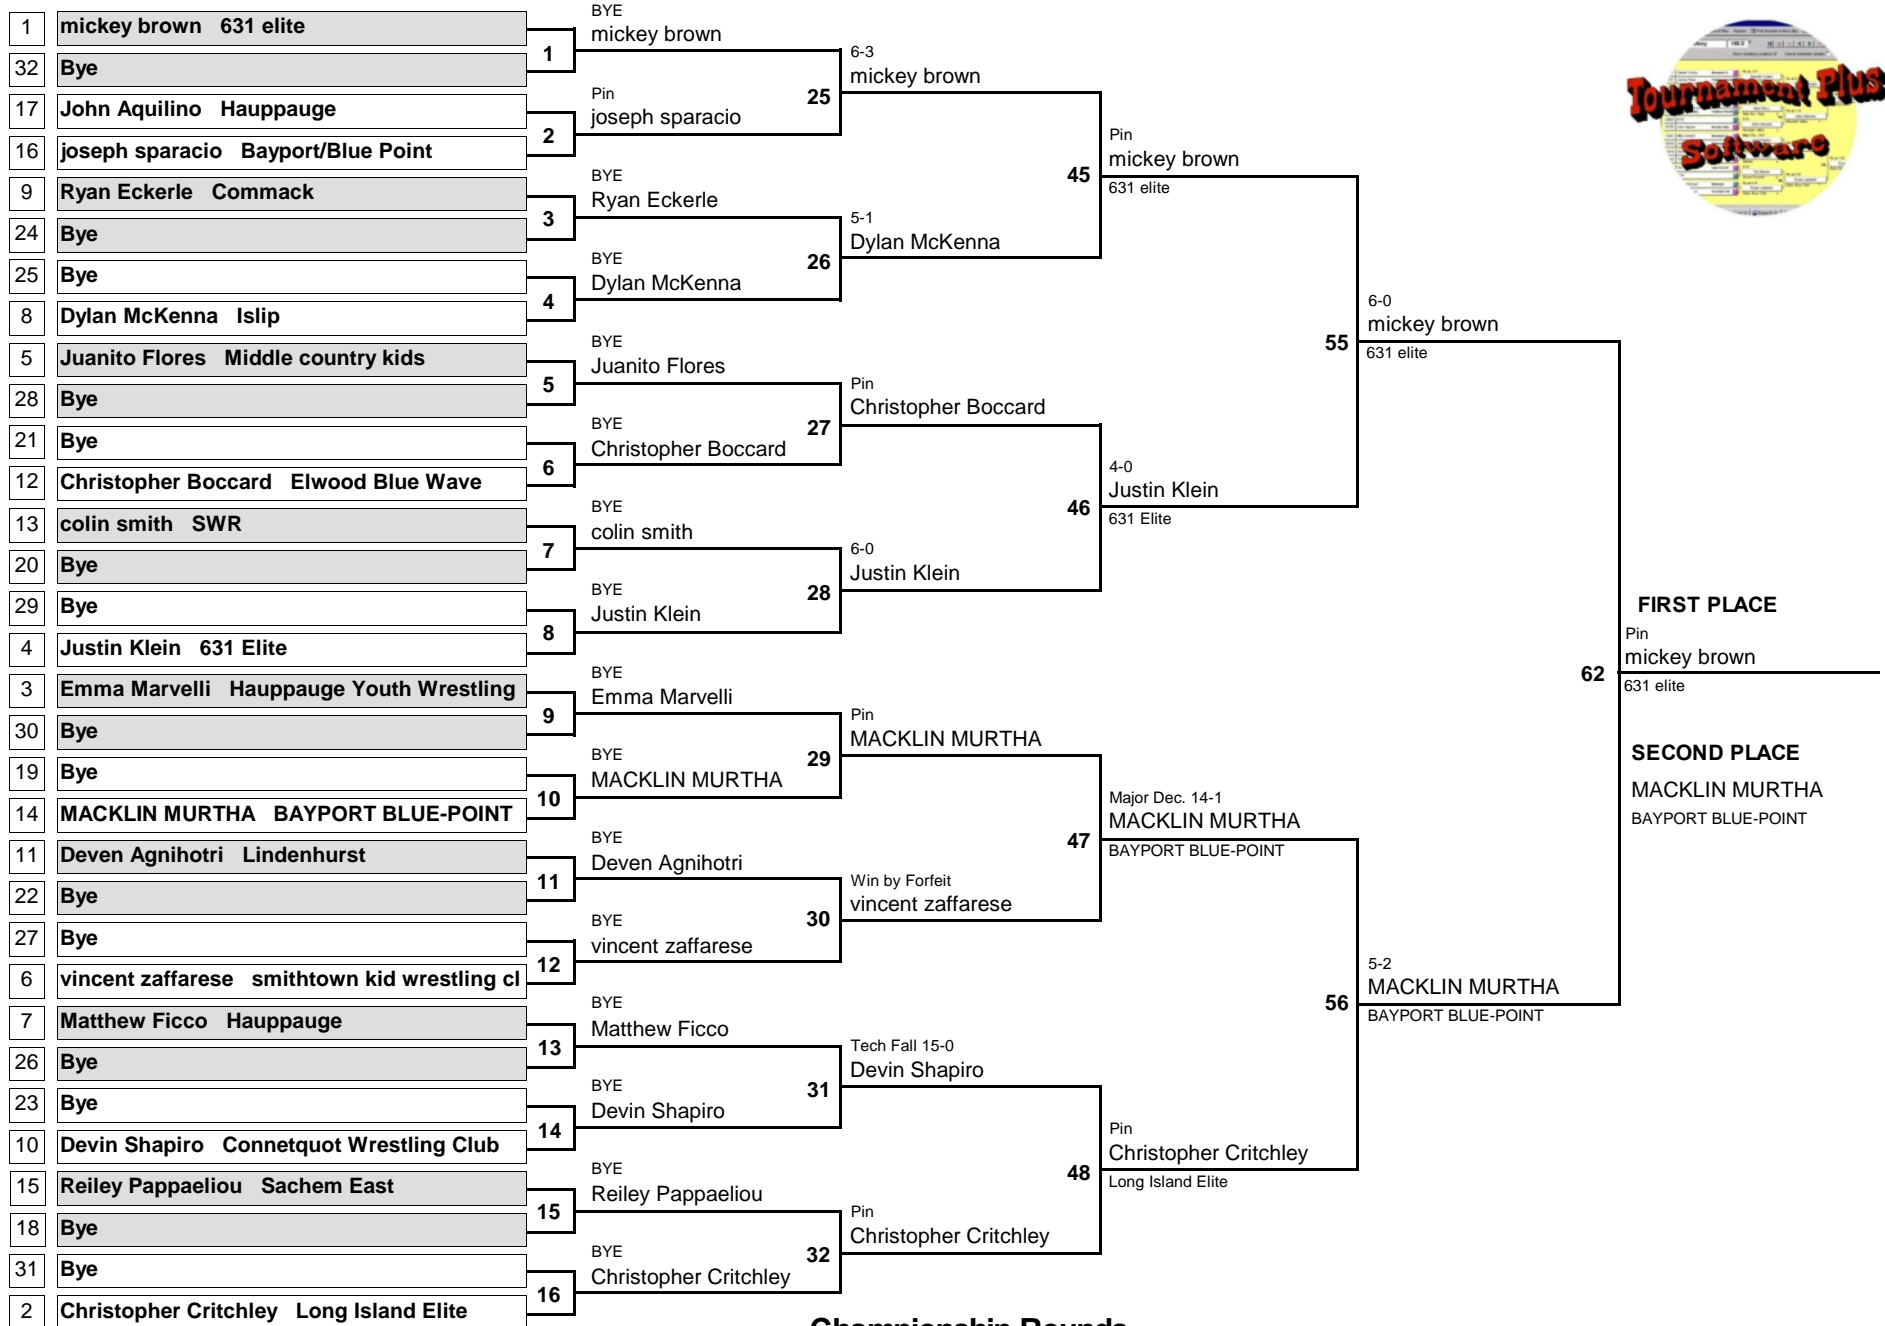 1 mickey brown 631 elite
32 Bye
17 John Aquilino Hauppauge
16 joseph sparacio Bayport/Blue Point
9 Ryan Eckerle Commack
24 Bye
25 Bye
8 Dylan McKenna Islip
5 Juanito Flores Middle country kids
28 Bye
21 Bye
12 Christopher Boccard Elwood Blue Wave
13 colin smith SWR
20 Bye
29 Bye
4 Justin Klein 631 Elite
3 Emma Marvelli Hauppauge Youth Wrestling
30 Bye
19 Bye
14 MACKLIN MURTHA BAYPORT BLUE-POINT
11 Deven Agnihotri Lindenhurst
22 Bye
27 Bye
6 vincent zaffarese smithtown kid wrestling cl
7 Matthew Ficco Hauppauge
26 Bye
23 Bye
10 Devin Shapiro Connetquot Wrestling Club
15 Reiley Pappaeliou Sachem East
18 Bye
31 Bye
2 Christopher Critchley Long Island Elite
1
2
3
4
5
6
7
8
9
10
11
12
13
14
15
16
BYE
mickey brown
Pin
joseph sparacio
BYE
Ryan Eckerle
BYE
Dylan McKenna
BYE
Juanito Flores
BYE
Christopher Boccard
BYE
colin smith
BYE
Justin Klein
BYE
Emma Marvelli
BYE
MACKLIN MURTHA
BYE
Deven Agnihotri
BYE
vincent zaffarese
BYE
Matthew Ficco
BYE
Devin Shapiro
BYE
Reiley Pappaeliou
BYE
Christopher Critchley
25
26
27
28
29
30
31
32
6-3
mickey brown
5-1
Dylan McKenna
Pin
Christopher Boccard
6-0
Justin Klein
Pin
MACKLIN MURTHA
Win by Forfeit
vincent zaffarese
Tech Fall 15-0
Devin Shapiro
Pin
Christopher Critchley
45
46
47
48
Pin
mickey brown
631 elite
4-0
Justin Klein
631 Elite
Major Dec. 14-1
MACKLIN MURTHA
BAYPORT BLUE-POINT
Pin
Christopher Critchley
Long Island Elite
55
56
6-0
mickey brown
631 elite
5-2
MACKLIN MURTHA
BAYPORT BLUE-POINT
62
FIRST PLACE
Pin
mickey brown
631 elite
SECOND PLACE
MACKLIN MURTHA
BAYPORT BLUE-POINT
Tournament Plus
Software
Championship Rounds